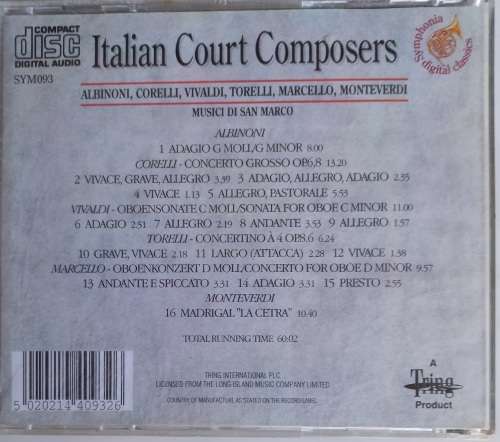 COMPACT
disc
DIGITAL AUDIO
SYM093
Italian Court Composers
Symphonia
digital classics
ALBINONI, CORELLI, VIVALDI, TORELLI, MARCELLO, MONTEVERDI
MUSICI DI SAN MARCO
ALBINONI
1 ADAGIO G MOLL/G MINOR 8.00
CORELLI - CONCERTO GROSSO OP.6,8 13.20
2 VIVACE, GRAVE, ALLEGRO 3.39 3 ADAGIO, ALLEGRO, ADAGIO 2.35
4 VIVACE 1.13 5 ALLEGRO, PASTORALE 5.53
VIVALDI - OBOENSONATE C MOLL/SONATA FOR OBOE C MINOR 11.00
6 ADAGIO 2.51 7 ALLEGRO 2.19 8 ANDANTE 3.53 9 ALLEGRO 1.57
TORELLI - CONCERTINO À 4 OP.8.6 6.24
10 GRAVE, VIVACE 2.18 11 LARGO (ATTACCA) 2.28 12 VIVACE 1.38
MARCELLO - OBOENKONZERT D MOLL/CONCERTO FOR OBOE D MINOR 9.57
13 ANDANTE E SPICCATO 3.31 14 ADAGIO 3.31 15 PRESTO 2.55
MONTEVERDI
16 MADRIGAL "LA CETRA" 10.40
TOTAL RUNNING TIME 60:02
TRING INTERNATIONAL PLC
LICENSED FROM THE LONG ISLAND MUSIC COMPANY LIMITED.
COUNTRY OF MANUFACTURE AS STATED ON THE RECORD LABEL.
5 020214 409326
A
Tring
Tring
Product